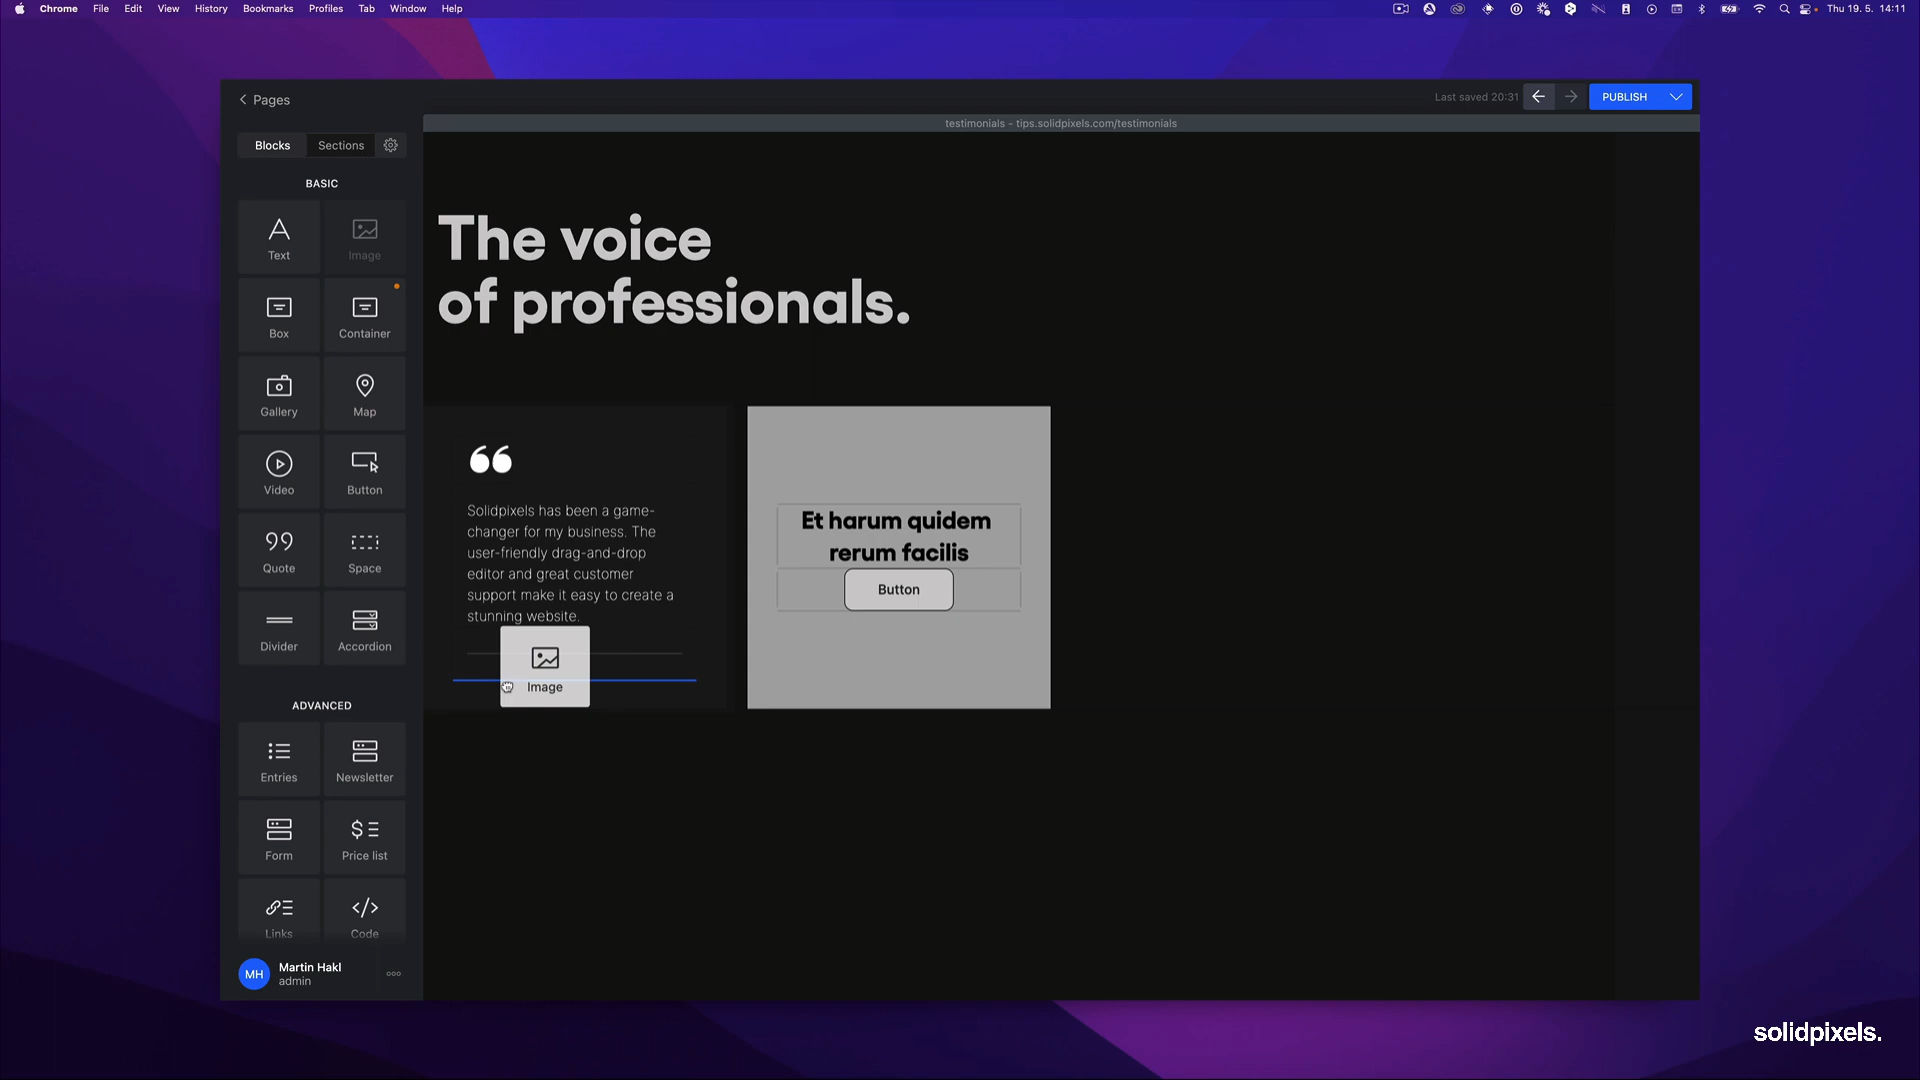 Chrome File Edit View History Bookmarks Profiles Tab Window Help
Thu 19. 5. 14:11
Pages
Last saved 20:31
PUBLISH
testimonials - tips.solidpixels.com/testimonials
Blocks
Sections
BASIC
Text
Image
Box
Container
Gallery
Map
Video
Button
Quote
Space
Divider
Accordion
ADVANCED
Entries
Newsletter
Form
Price list
Links
Code
MH
Martin Hakl
admin
The voice
of professionals.
Solidpixels has been a game-
changer for my business. The
user-friendly drag-and-drop
editor and great customer
support make it easy to create a
stunning website.
Image
Et harum quidem
rerum facilis
Button
solidpixels.